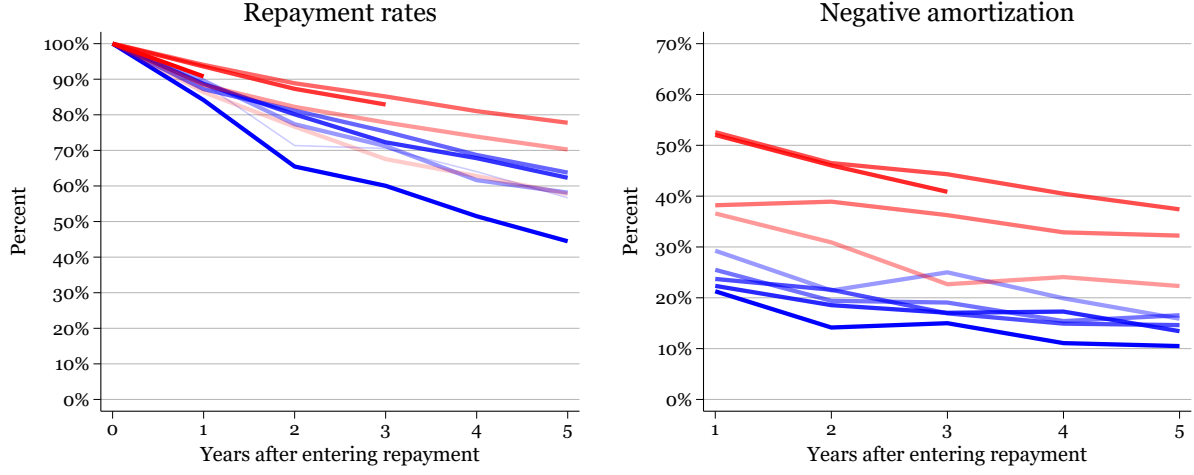 Repayment rates
Percent
100%
90%
80%
70%
60%
50%
40%
30%
20%
10%
0%
0 1 2 3 4 5
Years after entering repayment
Negative amortization
Percent
70%
60%
50%
40%
30%
20%
10%
0%
1 2 3 4 5
Years after entering repayment